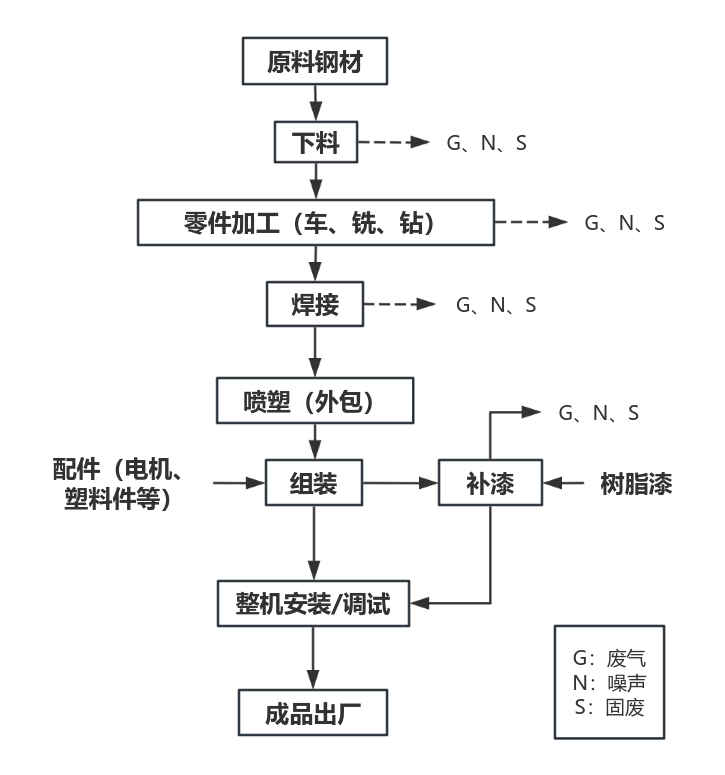 原料钢材
下料
G、N、S
零件加工（车、铣、钻）
G、N、S
焊接
G、N、S
喷塑（外包）
G、N、S
配件（电机、
塑料件等）
组装
补漆
树脂漆
整机安装/调试
成品出厂
G：废气
N：噪声
S：固废